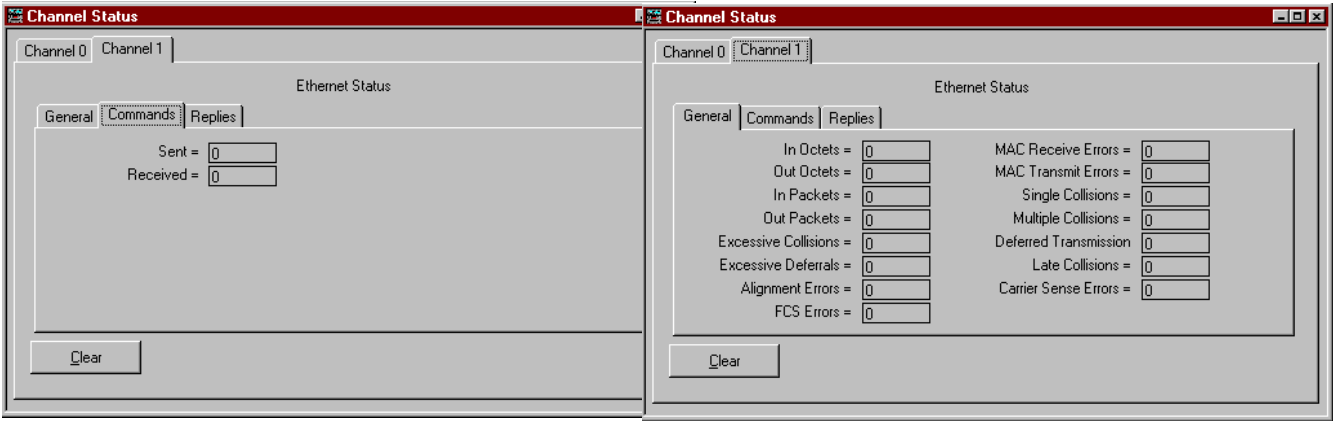 Channel Status
Channel 0 Channel 1
Ethernet Status
General Commands Replies
Sent = 0
Received = 0
Clear
Channel Status
Channel 0 Channel 1
Ethernet Status
General Commands Replies
In Octets = 0 MAC Receive Errors = 0
Out Octets = 0 MAC Transmit Errors = 0
In Packets = 0 Single Collisions = 0
Out Packets = 0 Multiple Collisions = 0
Excessive Collisions = 0 Deferred Transmission 0
Excessive Deferrals = 0 Late Collisions = 0
Alignment Errors = 0 Carrier Sense Errors = 0
FCS Errors = 0
Clear